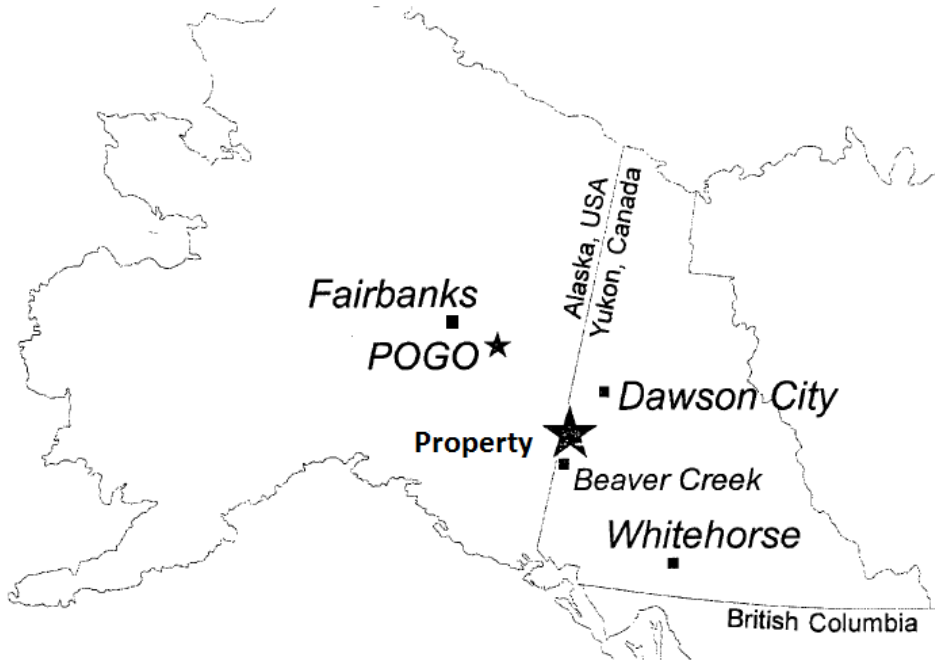 Alaska, USA
Yukon, Canada
Fairbanks
POGO
Dawson City
Property
Beaver Creek
Whitehorse
British Columbia